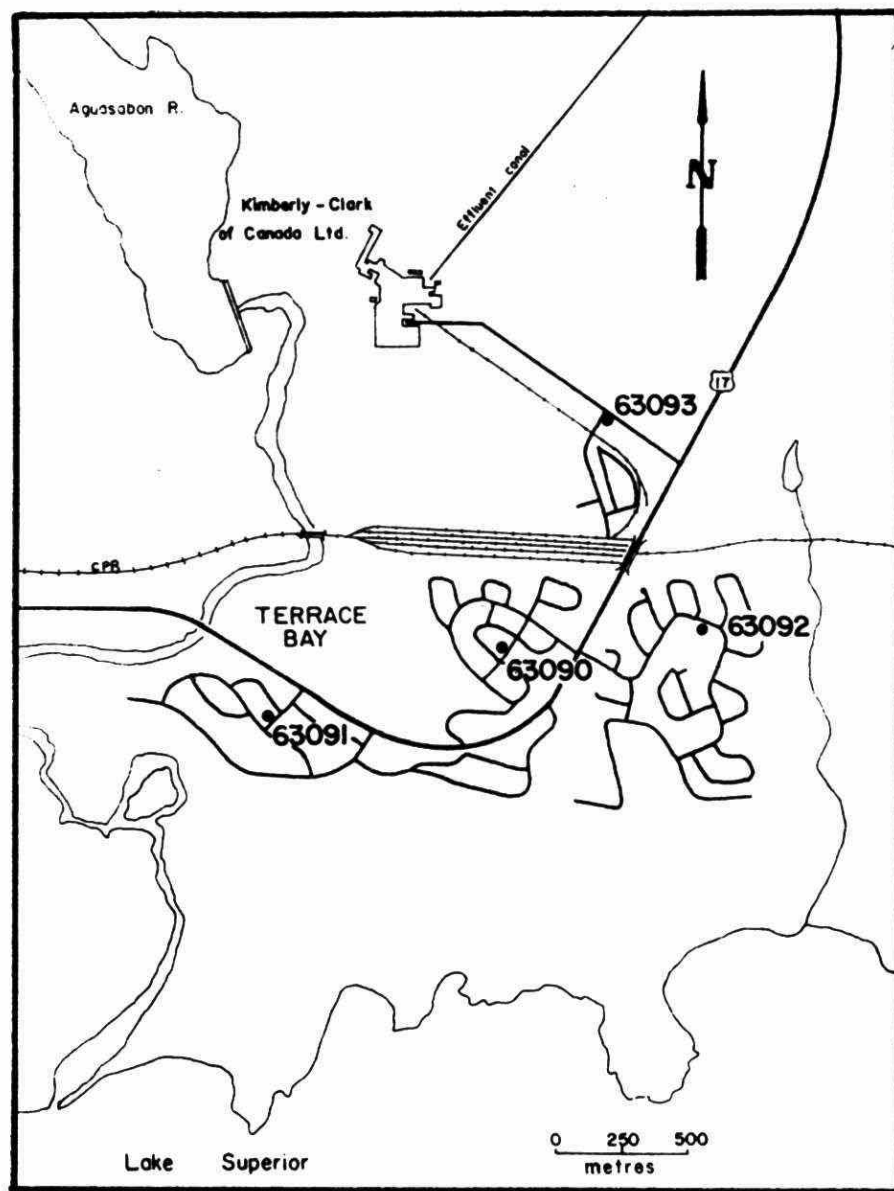 Aguasabon R.
Kimberly - Clark
of Canada Ltd.
Effluent canal
N
17
63093
CPR
TERRACE
BAY
63092
63090
63091
0 250 500
metres
Lake Superior